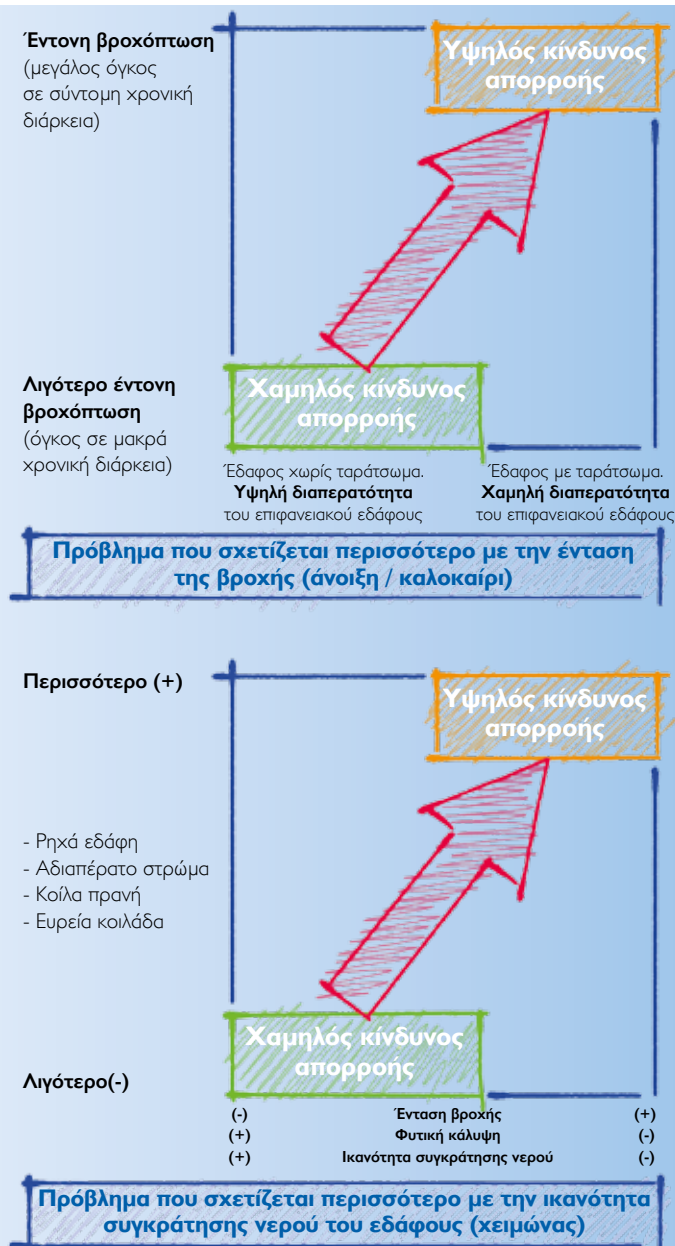 Έντονη βροχόπτωση
(μεγάλος όγκος
σε σύντομη χρονική
διάρκεια)
Υψηλός κίνδυνος
απορροής
Λιγότερο έντονη
βροχόπτωση
(όγκος σε μακρά
χρονική διάρκεια)
Χαμηλός κίνδυνος
απορροής
Έδαφος χωρίς ταράτσωμα.
Υψηλή διαπερατότητα
του επιφανειακού εδάφους
Έδαφος με ταράτσωμα.
Χαμηλή διαπερατότητα
του επιφανειακού εδάφους
Πρόβλημα που σχετίζεται περισσότερο με την ένταση
της βροχής (άνοιξη / καλοκαίρι)
Περισσότερο (+)
Υψηλός κίνδυνος
απορροής
- Ρηχά εδάφη
- Αδιαπέρατο στρώμα
- Κοίλα πρανή
- Ευρεία κοιλάδα
Χαμηλός κίνδυνος
απορροής
Λιγότερο(-)
(-) Ένταση βροχής (+)
(+) Φυτική κάλυψη (-)
(+) Ικανότητα συγκράτησης νερού (-)
Πρόβλημα που σχετίζεται περισσότερο με την ικανότητα
συγκράτησης νερού του εδάφους (χειμώνας)